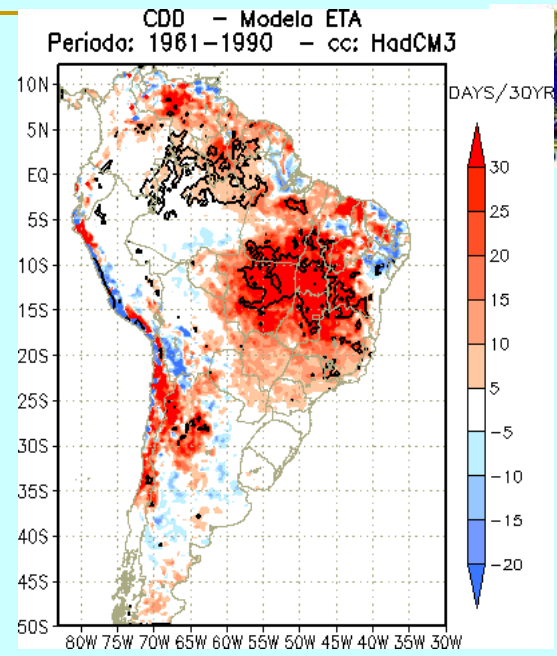 CDD – Modelo ETA
Periodo: 1961–1990 – cc: HadCM3
DAYS/30YR
10N
5N
EQ
5S
10S
15S
20S
25S
30S
35S
40S
45S
50S
80W 75W 70W 65W 60W 55W 50W 45W 40W 35W 30W
30
25
20
15
10
5
-5
-10
-15
-20